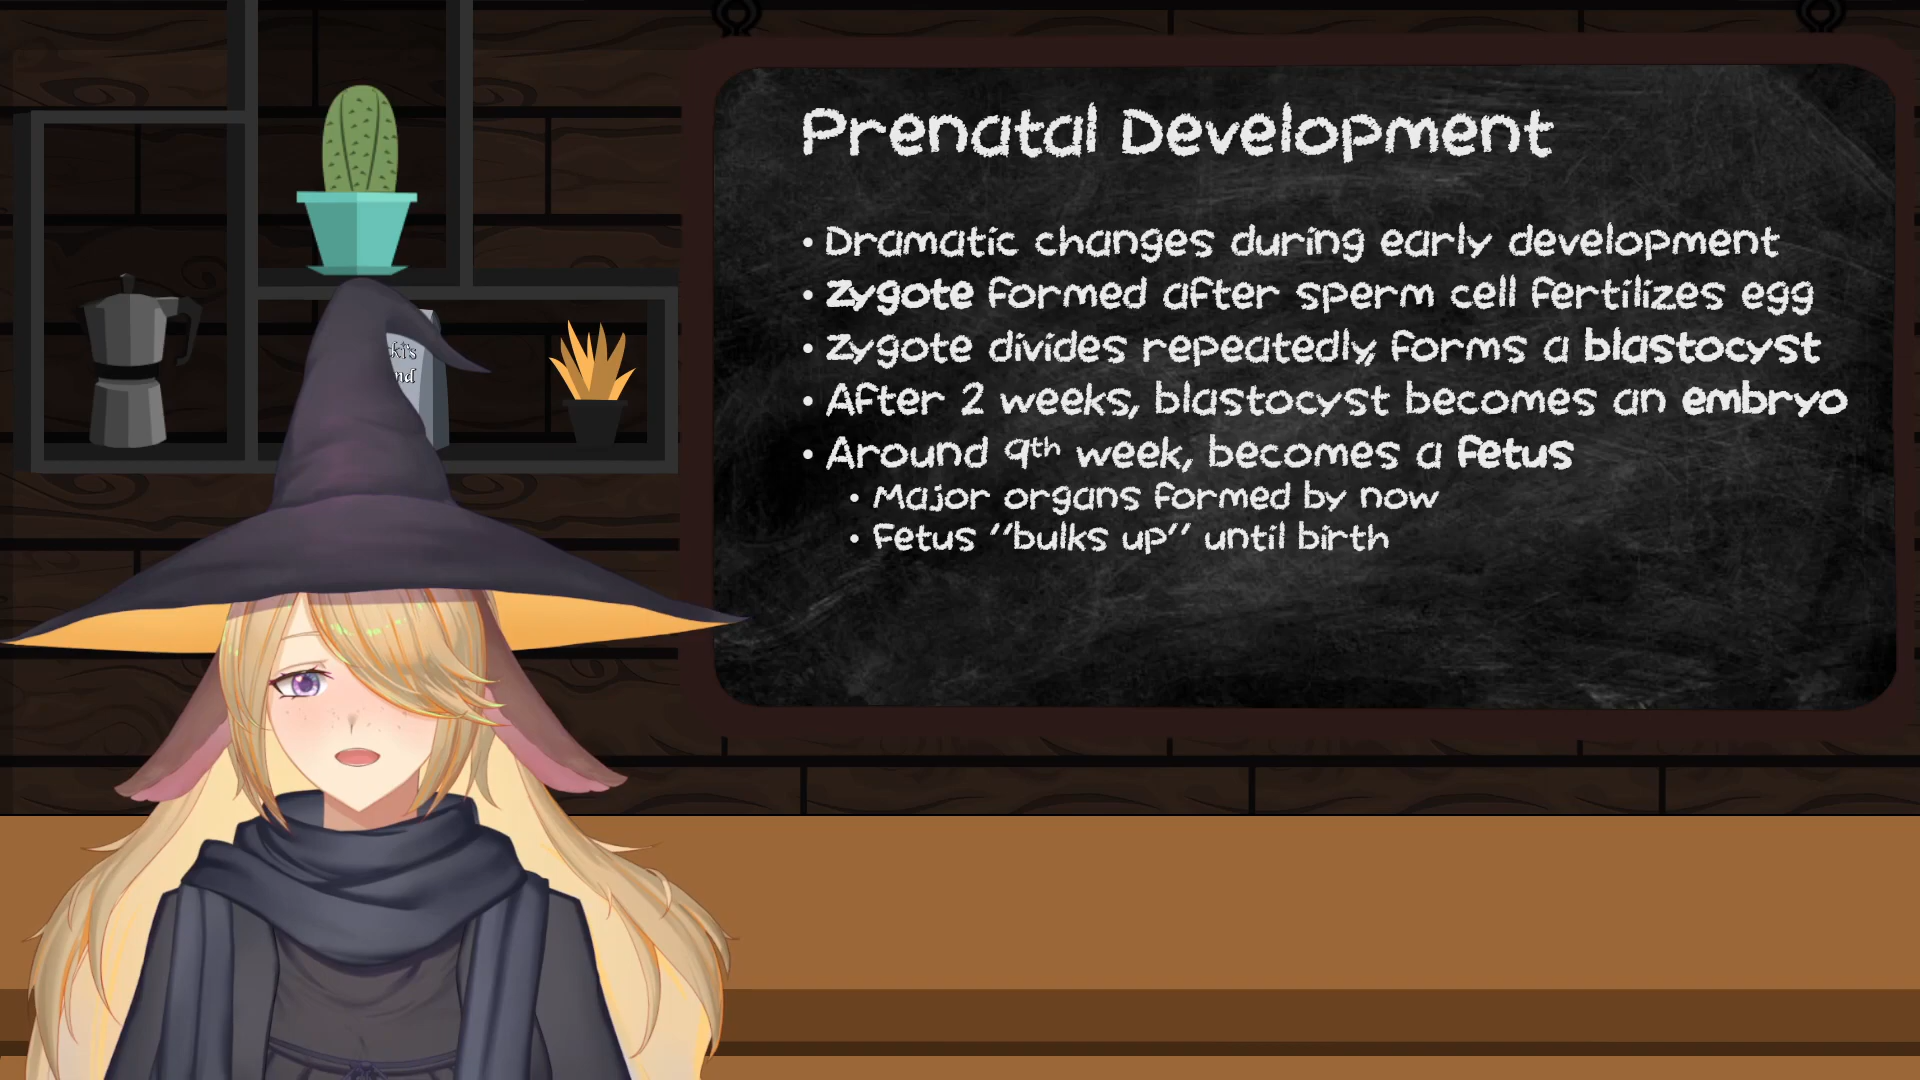 Prenatal Development
• Dramatic changes during early development
• zygote formed after sperm cell fertilizes egg
• zygote divides repeatedly, forms a blastocyst
• After 2 weeks, blastocyst becomes an embryo
• Around 9th week, becomes a fetus
• Major organs formed by now
• Fetus "bulks up" until birth